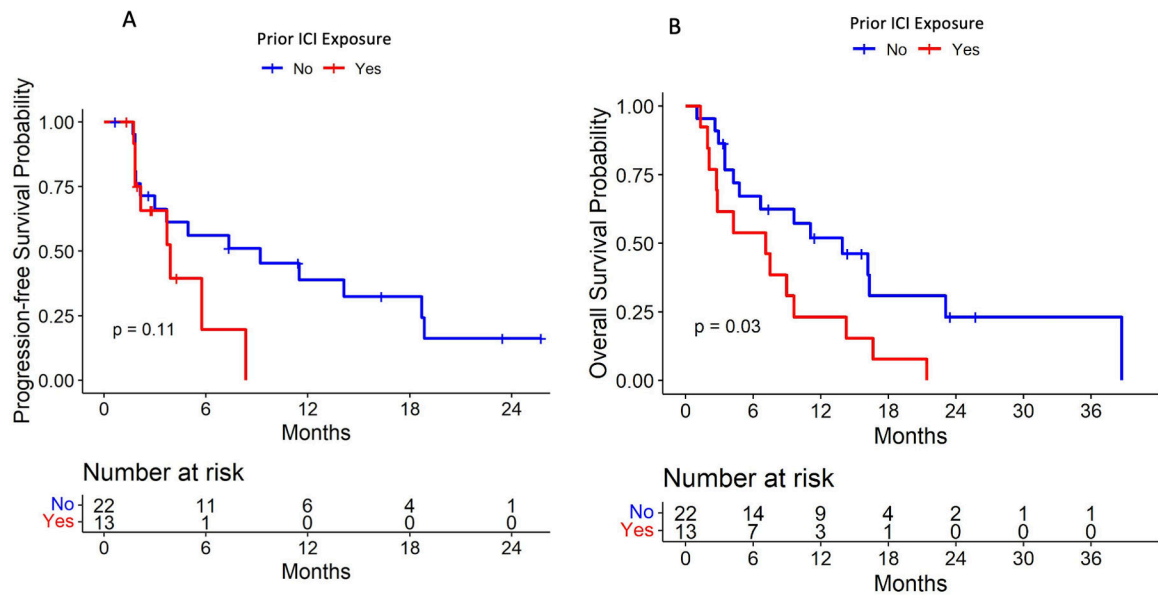 A
Prior ICI Exposure
No Yes
Progression-free Survival Probability
1.00
0.75
0.50
0.25
0.00
p = 0.11
0 6 12 18 24
Months
Number at risk
No 22 11 6 4 1
Yes 13 1 0 0 0
0 6 12 18 24
Months
B
Prior ICI Exposure
No Yes
Overall Survival Probability
1.00
0.75
0.50
0.25
0.00
p = 0.03
0 6 12 18 24 30 36
Months
Number at risk
No 22 14 9 4 2 1 1
Yes 13 7 3 1 0 0 0
0 6 12 18 24 30 36
Months